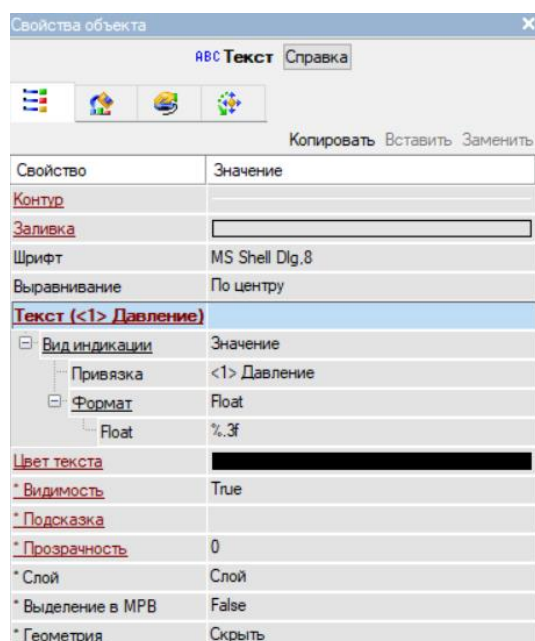 Свойства объекта
ABC Текст Справка
Копировать Вставить Заменить
Свойство Значение
Контур
Заливка
Шрифт MS Shell Dlg,8
Выравнивание По центру
Текст (<1> Давление)
Вид индикации Значение
Привязка <1> Давление
Формат Float
Float %.3f
Цвет текста
* Видимость True
* Подсказка
* Прозрачность 0
* Слой Слой
* Выделение в МРВ False
* Геометрия Скрыть